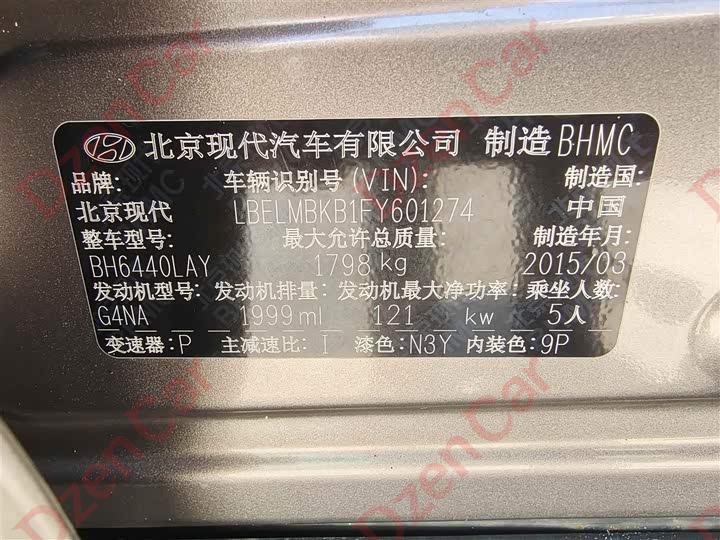 北京现代汽车有限公司 制造 BHMC
品牌: 车辆识别号(VIN): 制造国:
北京现代 LBELMBKB1FY601274 中国
整车型号: 最大允许总质量: 制造年月:
BH6440LAY 1798 kg 2015/03
发动机型号: 发动机排量: 发动机最大净功率: 乘坐人数:
G4NA 1999ml 121 kw 5人
变速器:P 主减速比: I 漆色:N3Y 内装色:9P
DzenCar
DzenCar
DzenCar
DzenCar